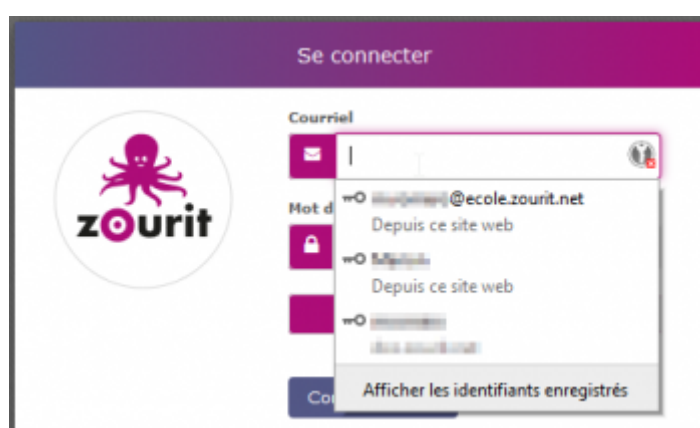 Se connecter
zourit
Courriel
@ecole.zourit.net
Mot d
Depuis ce site web
Depuis ce site web
Afficher les identifiants enregistrés
Co